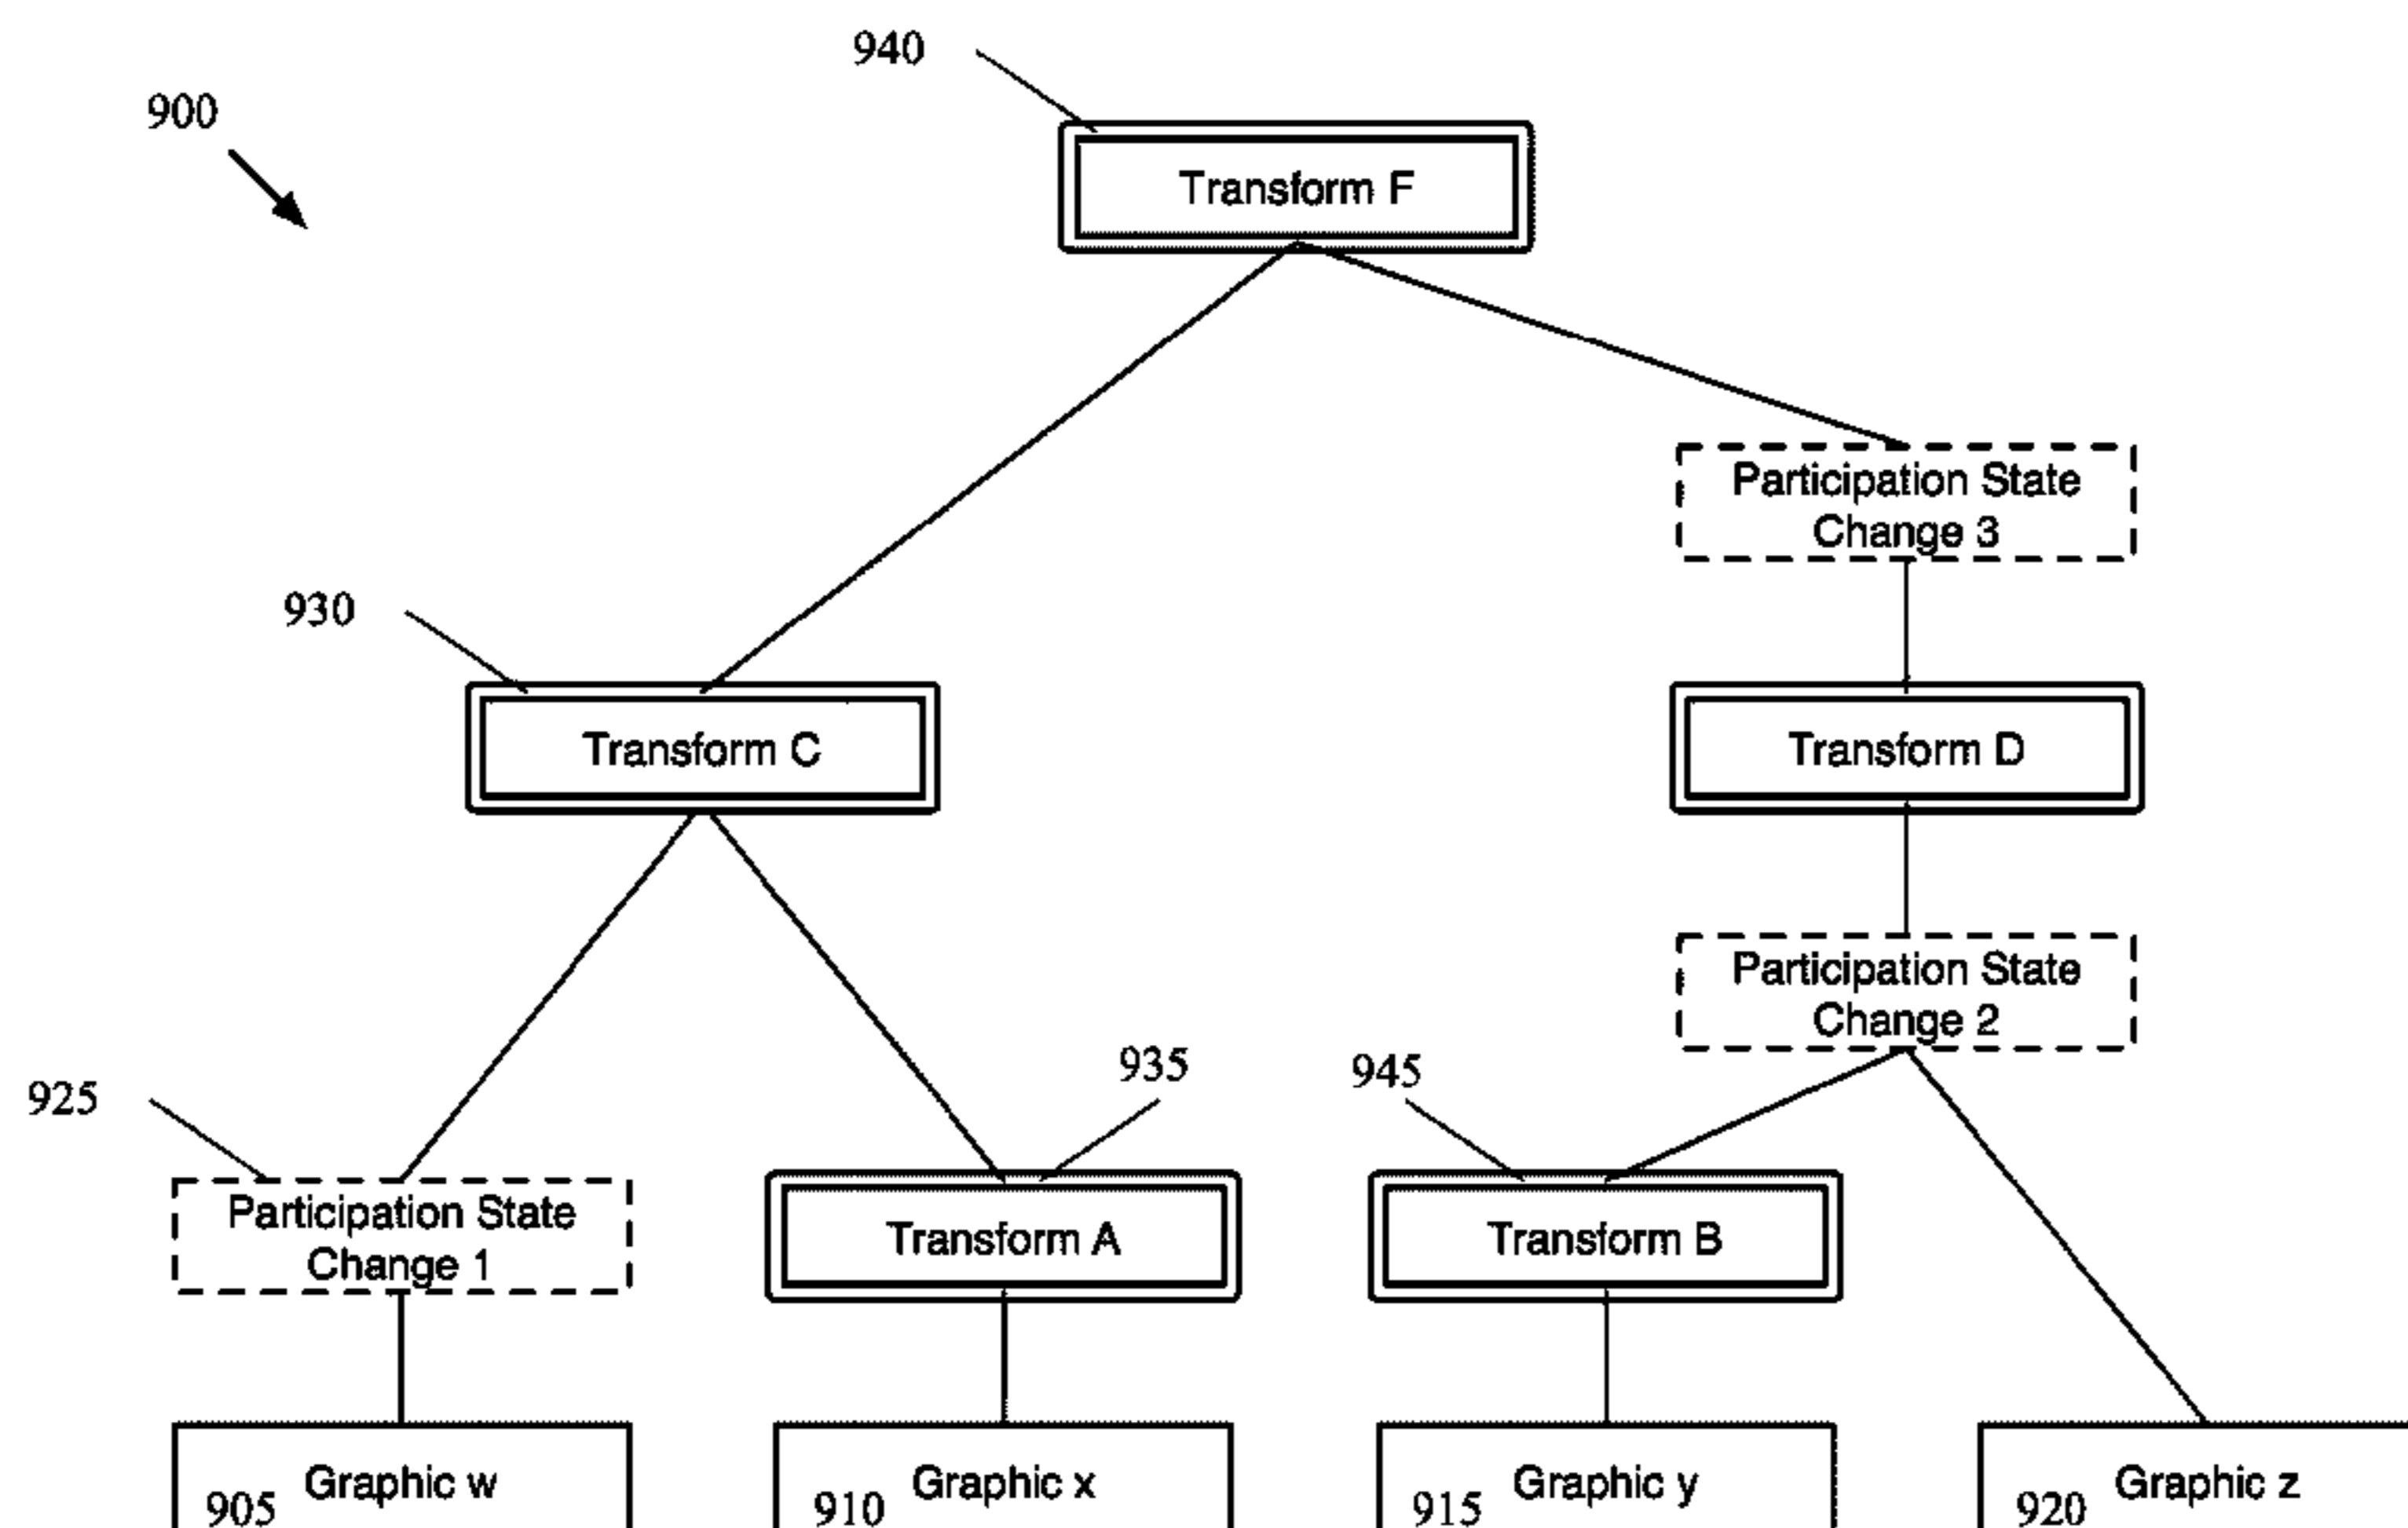 940
900
Transform F
Participation State
Change 3
930
Transform C
Transform D
Participation State
Change 2
935
945
925
Participation State
Change 1
Transform A
Transform B
Graphic w
905
Graphic x
910
Graphic y
915
Graphic z
920